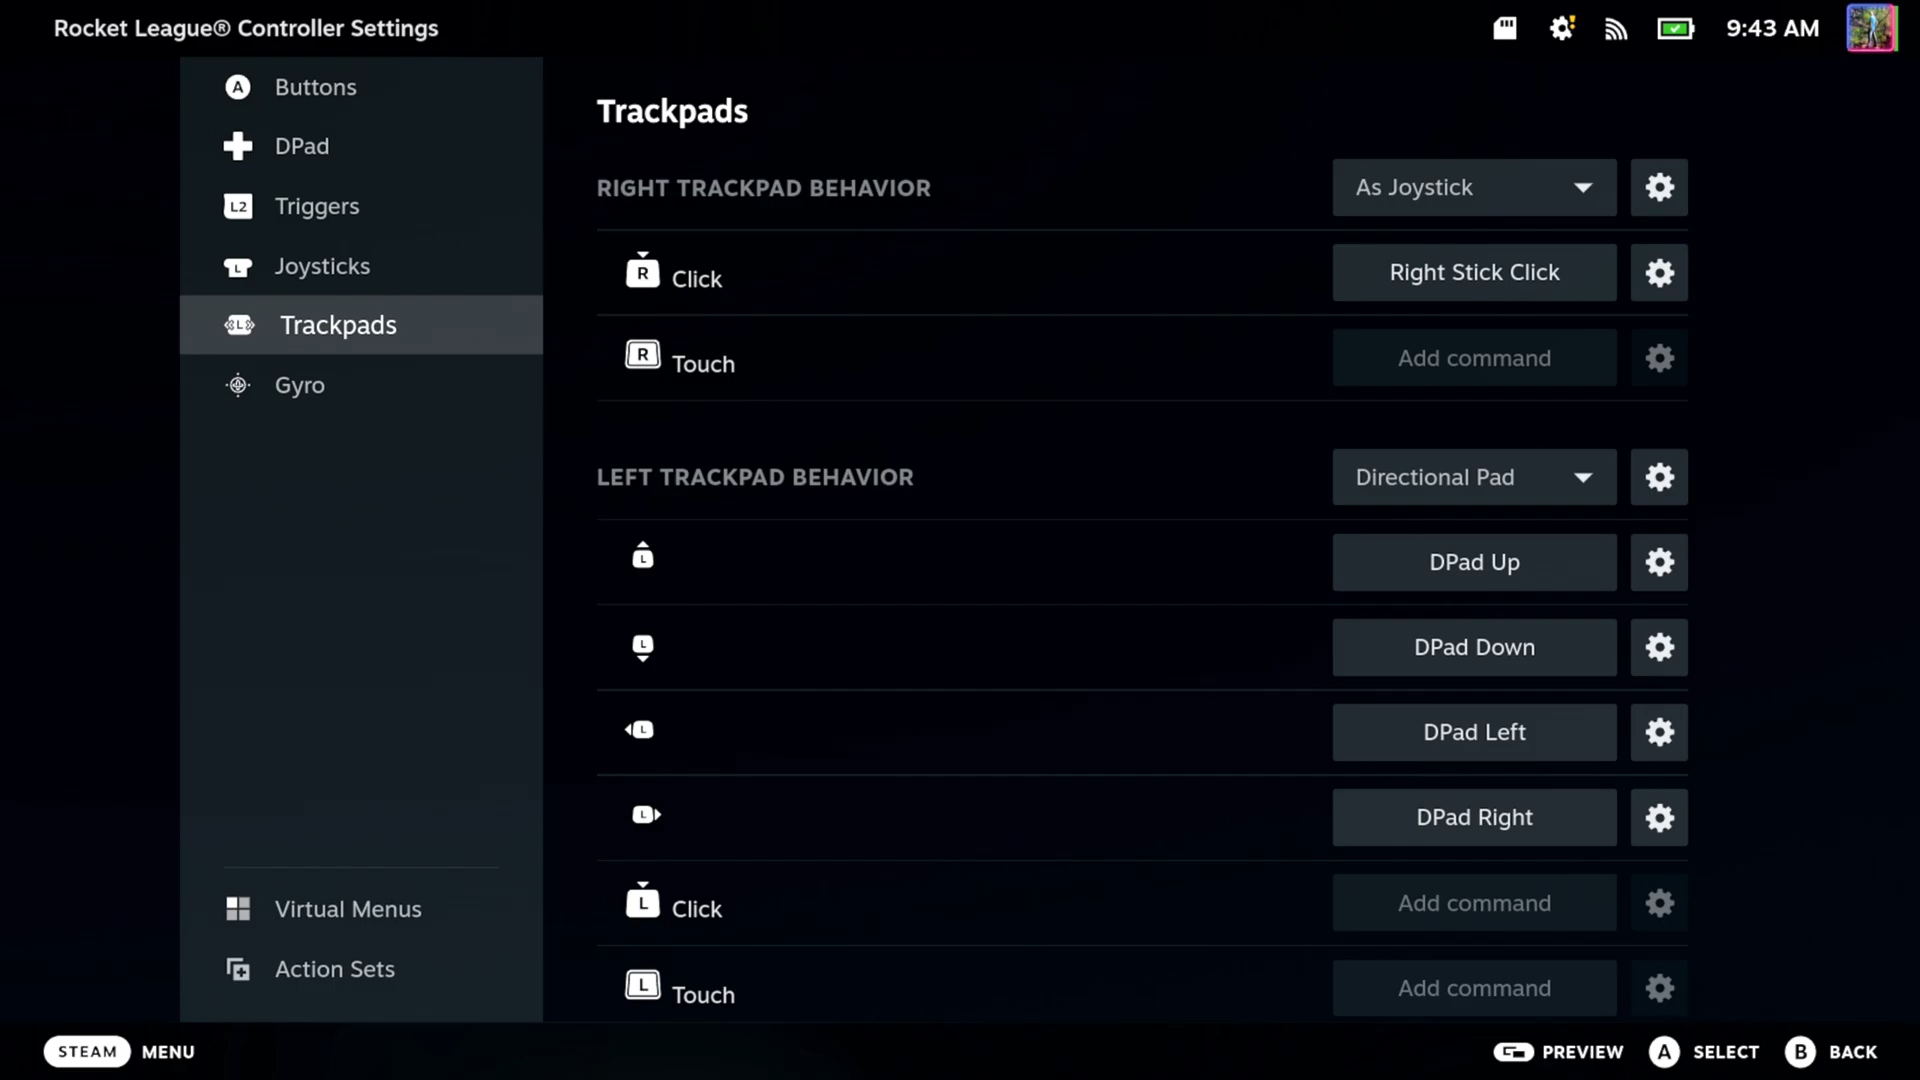 Rocket League® Controller Settings
9:43 AM
A Buttons
DPad
L2 Triggers
L Joysticks
L Trackpads
Gyro
Virtual Menus
Action Sets
Trackpads
RIGHT TRACKPAD BEHAVIOR
As Joystick
R Click
Right Stick Click
R Touch
Add command
LEFT TRACKPAD BEHAVIOR
Directional Pad
L
DPad Up
L
DPad Down
L
DPad Left
L
DPad Right
L Click
Add command
L Touch
Add command
STEAM MENU
PREVIEW
A SELECT
B BACK